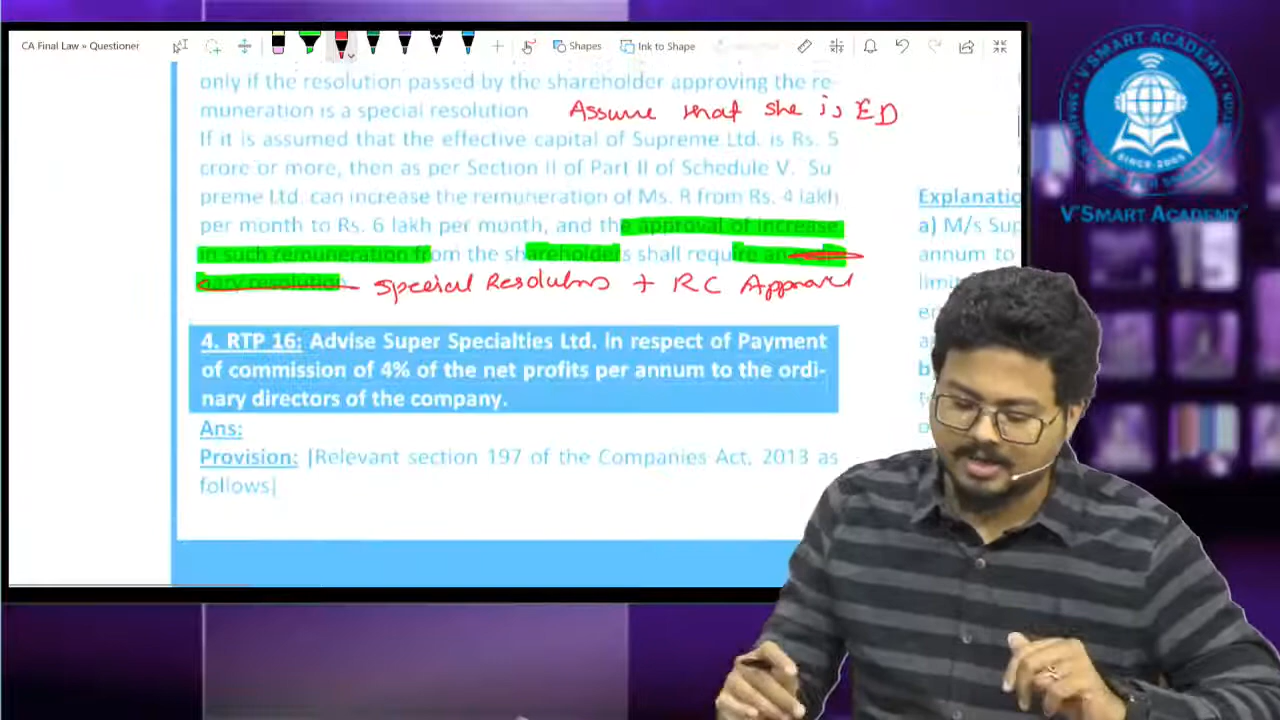 CA Final Law » Questioner
Shapes
Ink to Shape
only if the resolution passed by the shareholder approving the re-
muneration is a special resolution
Assume that she is ED
If it is assumed that the effective capital of Supreme Ltd. is Rs. 5
crore or more, then as per Section II of Part II of Schedule V. Su
preme Ltd. can increase the remuneration of Ms. R from Rs. 4 lakh
per month to Rs. 6 lakh per month, and the approval of increase
in such remuneration from the shareholders shall require an
nary resolution
special Resolutions + RC Approval
4. RTP 16: Advise Super Specialties Ltd. in respect of Payment
of commission of 4% of the net profits per annum to the ordi-
nary directors of the company.
Ans:
Provision: |Relevant section 197 of the Companies Act, 2013 as
follows|
Explanation
a) M/s Sup
annum to
limit
V'SMART ACADEMY
SINCE-2005
V'SMART ACADEMY